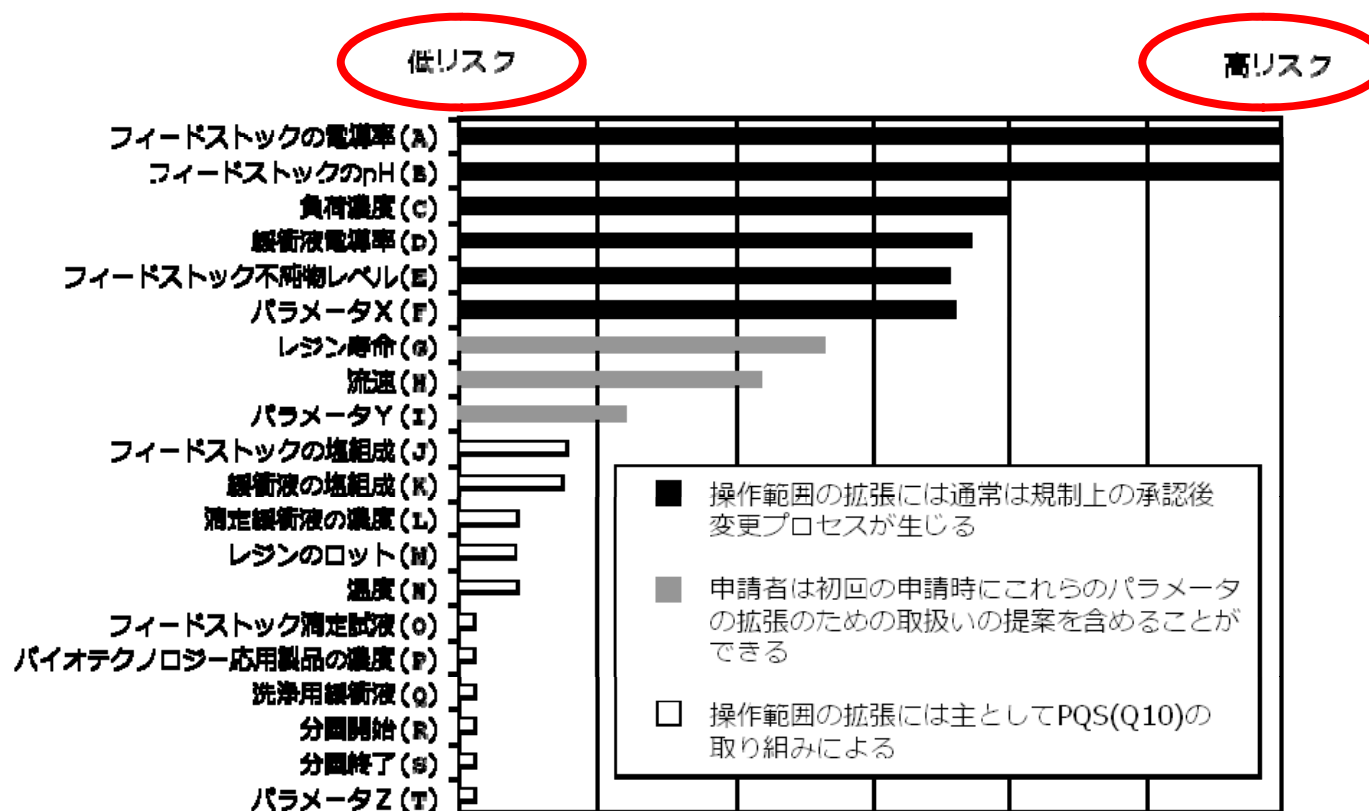 低リスク
高リスク
フィードストックの電導率(A)
フィードストックのpH(B)
負荷濃度(C)
緩衝液電導率(D)
フィードストック不純物レベル(E)
パラメータX(F)
レジン寿命(G)
流速(H)
パラメータY(I)
フィードストックの塩組成(J)
緩衝液の塩組成(K)
滴定緩衝液の濃度(L)
レジンのロット(M)
温度(N)
フィードストック滴定試液(O)
バイオテクノロジー応用製品の濃度(P)
洗浄用緩衝液(Q)
分画開始(R)
分画終了(S)
パラメータZ(T)
操作範囲の拡張には通常は規制上の承認後
変更プロセスが生じる
申請者は初回の申請時にこれらのパラメータ
の拡張のための取扱いの提案を含めることが
できる
操作範囲の拡張には主としてPQS(Q10)の
取り組みによる